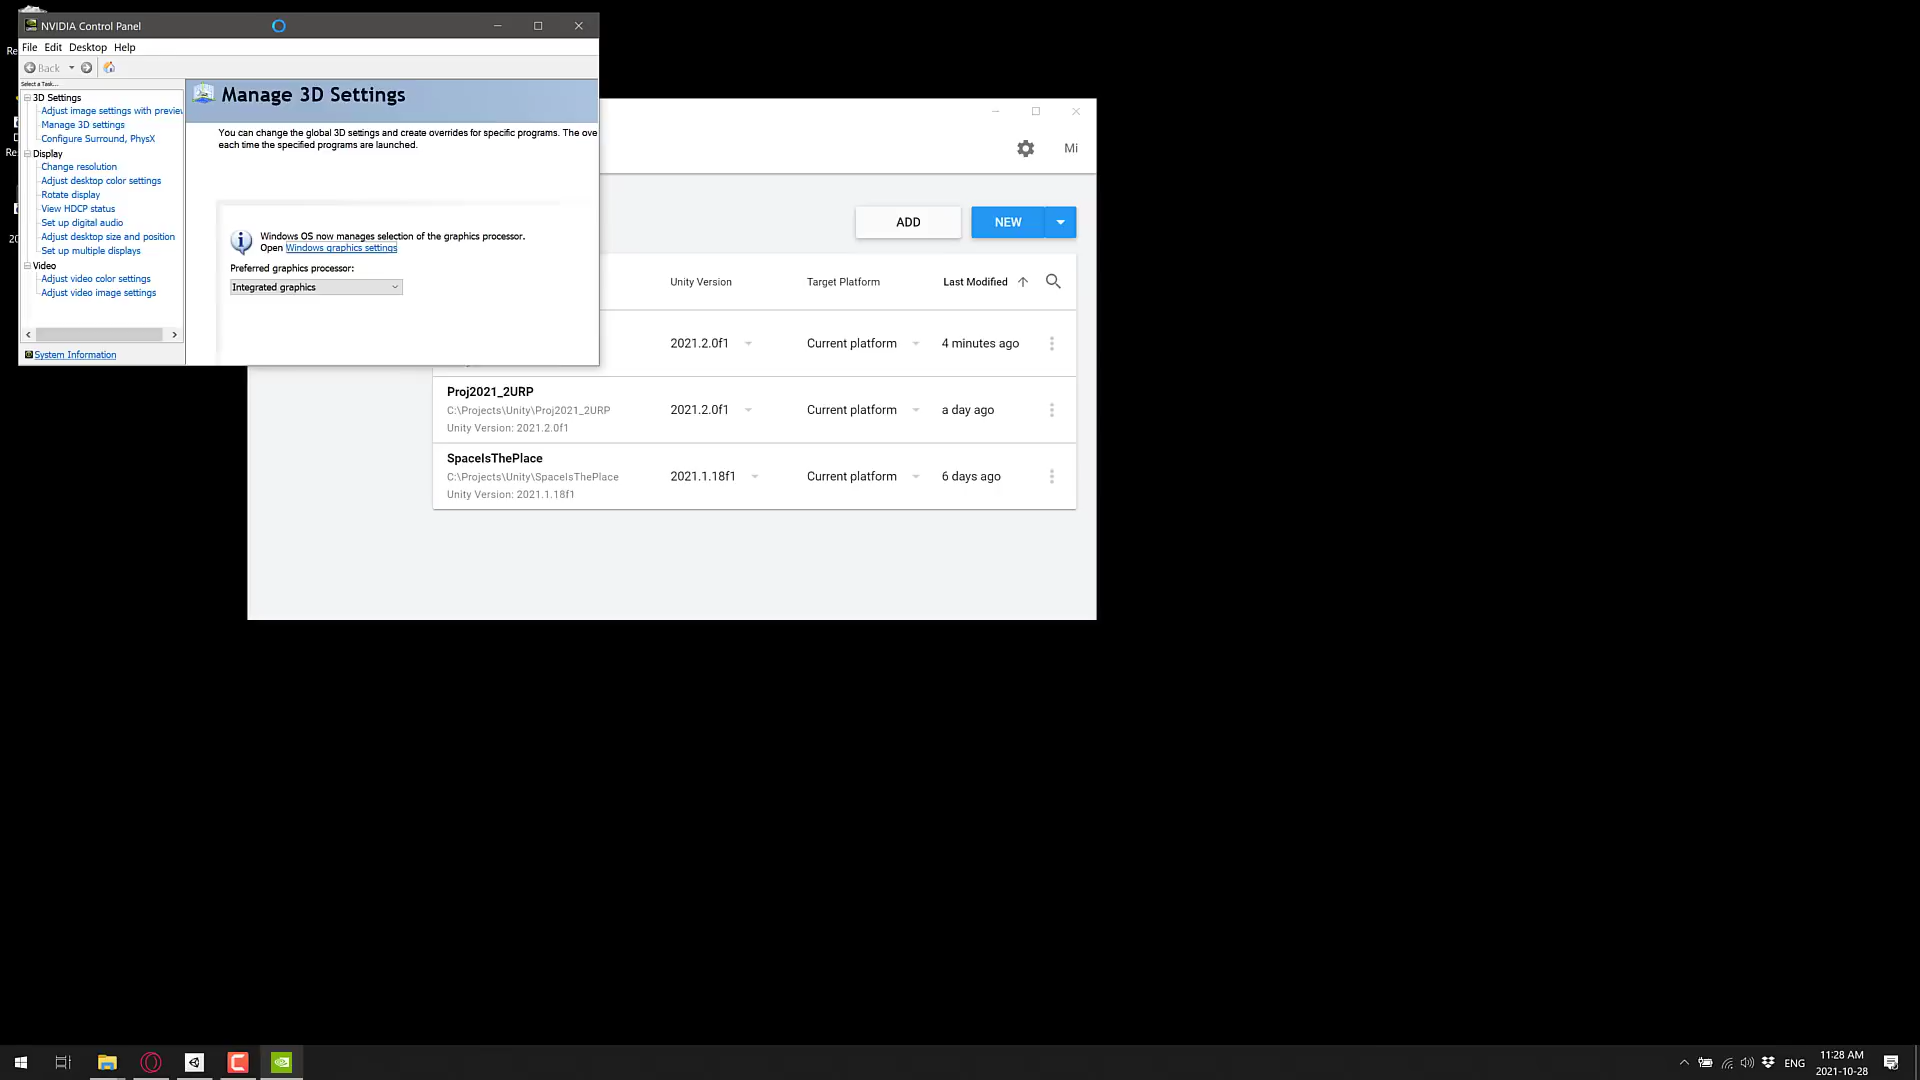 NVIDIA Control Panel
File Edit Desktop Help
Back
Select a Task...
3D Settings
Adjust image settings with preview
Manage 3D settings
Configure Surround, PhysX
Display
Change resolution
Adjust desktop color settings
Rotate display
View HDCP status
Set up digital audio
Adjust desktop size and position
Set up multiple displays
Video
Adjust video color settings
Adjust video image settings
System Information
Manage 3D Settings
You can change the global 3D settings and create overrides for specific programs. The ove
each time the specified programs are launched.
Windows OS now manages selection of the graphics processor.
Open Windows graphics settings
Preferred graphics processor:
Integrated graphics
Mi
ADD NEW
Unity Version Target Platform Last Modified
2021.2.0f1 Current platform 4 minutes ago
Proj2021_2URP
C:\Projects\Unity\Proj2021_2URP
Unity Version: 2021.2.0f1
2021.2.0f1 Current platform a day ago
SpaceIsThePlace
C:\Projects\Unity\SpaceIsThePlace
Unity Version: 2021.1.18f1
2021.1.18f1 Current platform 6 days ago
Re
Re
20
ENG
11:28 AM
2021-10-28